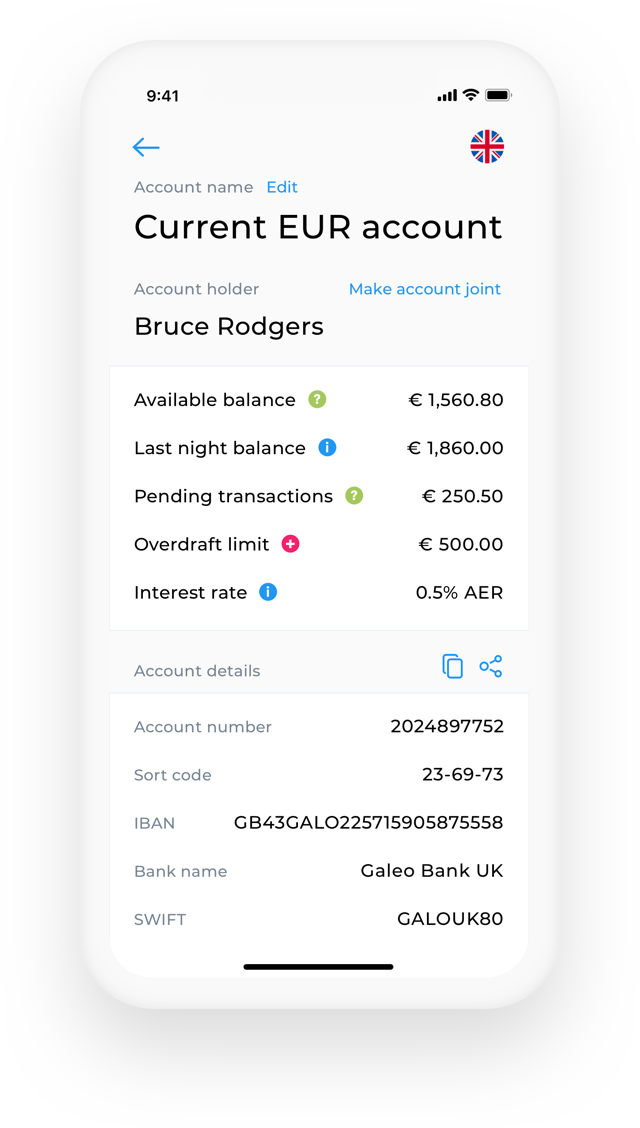 9:41
Account name Edit
Current EUR account
Account holder Make account joint
Bruce Rodgers
Available balance ? € 1,560.80
Last night balance i € 1,860.00
Pending transactions ? € 250.50
Overdraft limit + € 500.00
Interest rate i 0.5% AER
Account details
Account number 2024897752
Sort code 23-69-73
IBAN GB43GALO225715905875558
Bank name Galeo Bank UK
SWIFT GALOUK80